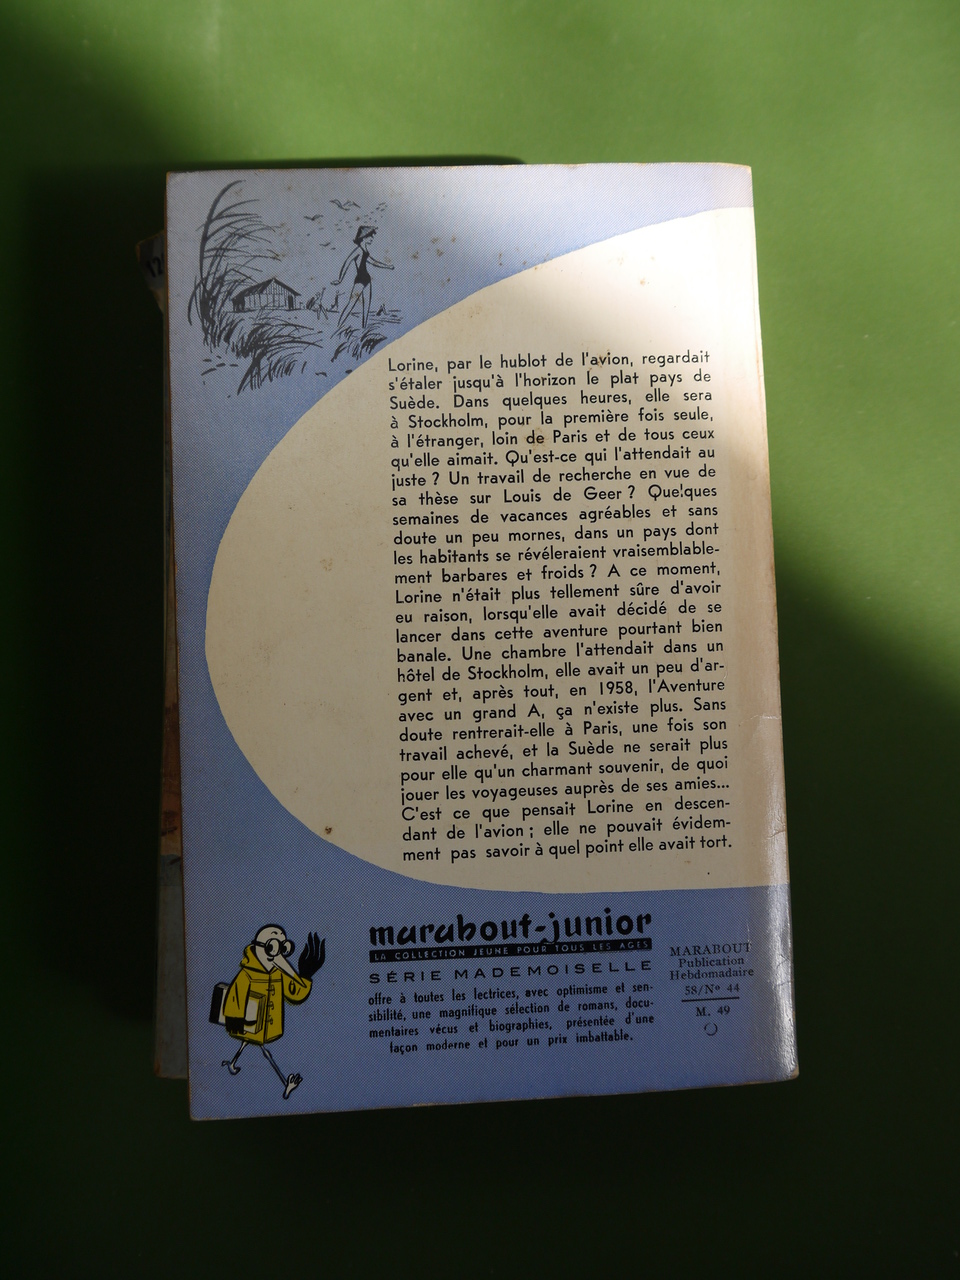 Lorine, par le hublot de l'avion, regardait
s'étaler jusqu'à l'horizon le plat pays de
Suède. Dans quelques heures, elle sera
à Stockholm, pour la première fois seule,
à l'étranger, loin de Paris et de tous ceux
qu'elle aimait. Qu'est-ce qui l'attendait au
juste ? Un travail de recherche en vue de
sa thèse sur Louis de Geer ? Quelques
semaines de vacances agréables et sans
doute un peu mornes, dans un pays dont
les habitants se révéleraient vraisemblable-
ment barbares et froids ? A ce moment,
Lorine n'était plus tellement sûre d'avoir
eu raison, lorsqu'elle avait décidé de se
lancer dans cette aventure pourtant bien
banale. Une chambre l'attendait dans un
hôtel de Stockholm, elle avait un peu d'ar-
gent et, après tout, en 1958, l'Aventure
avec un grand A, ça n'existe plus. Sans
doute rentrerait-elle à Paris, une fois son
travail achevé, et la Suède ne serait plus
pour elle qu'un charmant souvenir, de quoi
jouer les voyageuses auprès de ses amies...
C'est ce que pensait Lorine en descen-
dant de l'avion ; elle ne pouvait évidem-
ment pas savoir à quel point elle avait tort.
marabout-junior
LA COLLECTION JEUNE POUR TOUS LES AGES
SÉRIE MADEMOISELLE
offre à toutes les lectrices, avec optimisme et sen-
sibilité, une magnifique sélection de romans, docu-
mentaires vécus et biographies, présentée d'une
façon moderne et pour un prix imbattable.
MARABOUT
Publication
Hebdomadaire
58/Nº 44
M. 49